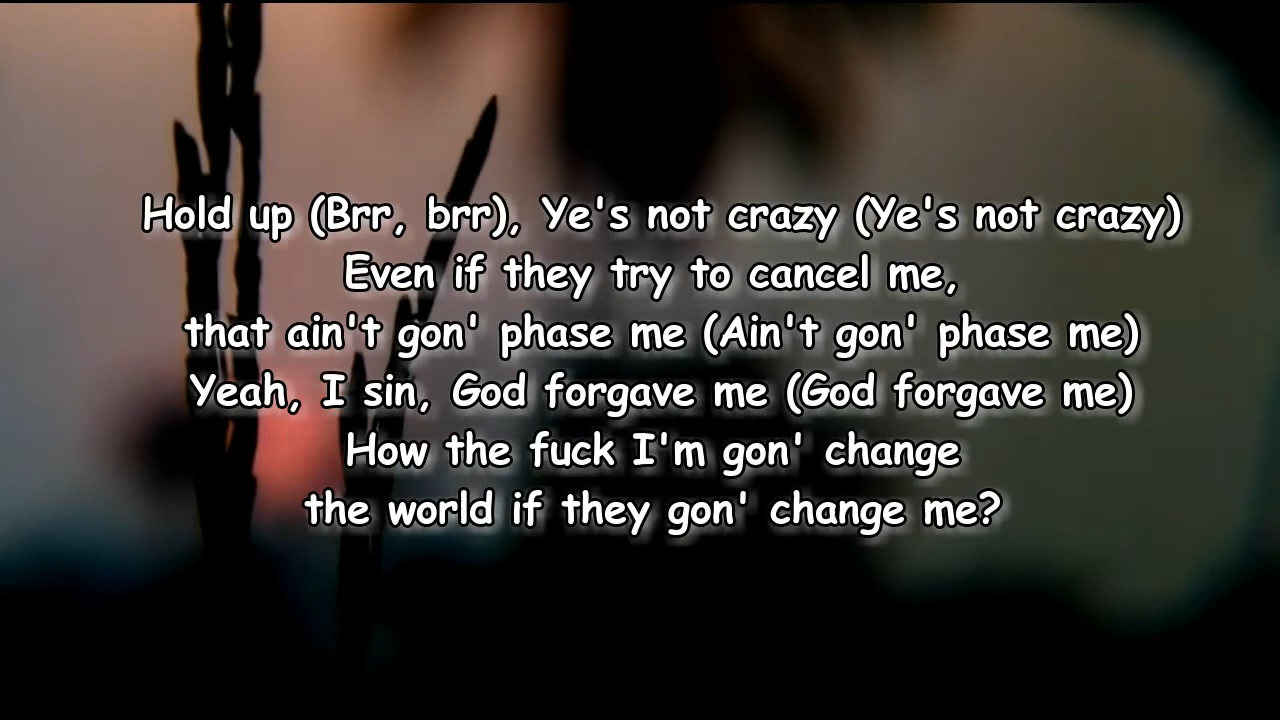 Hold up (Brr, brr), Ye's not crazy (Ye's not crazy)
Even if they try to cancel me,
that ain't gon' phase me (Ain't gon' phase me)
Yeah, I sin, God forgave me (God forgave me)
How the fuck I'm gon' change
the world if they gon' change me?